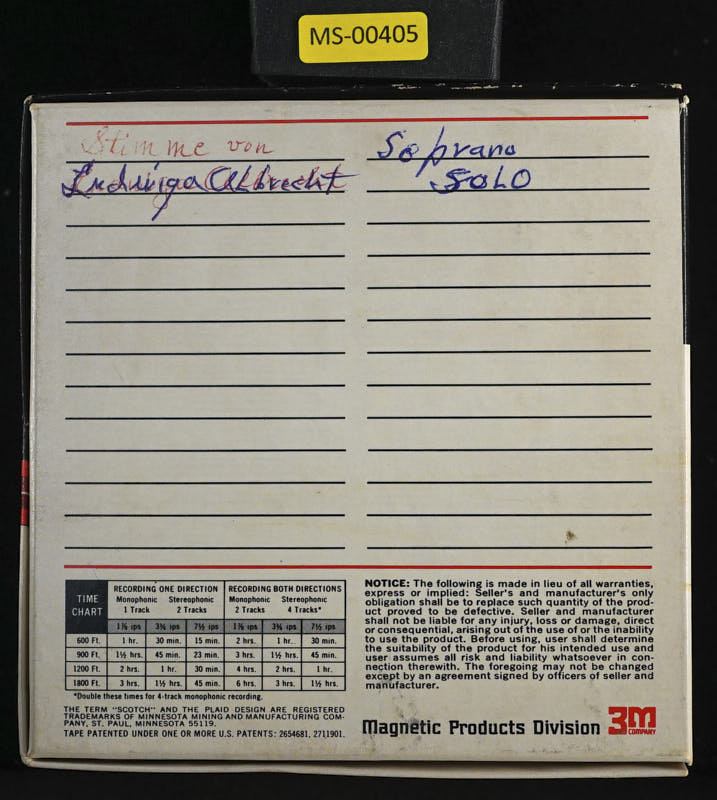 MS-00405
Stimme von
Ludwiga Albrecht
Soprano
SOLO
TIME CHART
RECORDING ONE DIRECTION RECORDING BOTH DIRECTIONS
Monophonic Stereophonic Monophonic Stereophonic
1 Track 2 Tracks 2 Tracks 4 Tracks*
1⅞ ips 3¾ ips 7½ ips 1⅞ ips 3¾ ips 7½ ips
600 Ft. 1 hr. 30 min. 15 min. 2 hrs. 1 hr. 30 min.
900 Ft. 1½ hrs. 45 min. 23 min. 3 hrs. 1½ hrs. 45 min.
1200 Ft. 2 hrs. 1 hr. 30 min. 4 hrs. 2 hrs. 1 hr.
1800 Ft. 3 hrs. 1½ hrs. 45 min. 6 hrs. 3 hrs. 1½ hrs.
*Double these times for 4-track monophonic recording.
THE TERM "SCOTCH" AND THE PLAID DESIGN ARE REGISTERED
TRADEMARKS OF MINNESOTA MINING AND MANUFACTURING COM-
PANY, ST. PAUL, MINNESOTA 55119.
TAPE PATENTED UNDER ONE OR MORE U.S. PATENTS: 2654681, 2711901.
NOTICE: The following is made in lieu of all warranties,
express or implied: Seller's and manufacturer's only
obligation shall be to replace such quantity of the prod-
uct proved to be defective. Seller and manufacturer
shall not be liable for any injury, loss or damage, direct
or consequential, arising out of the use of or the inability
to use the product. Before using, user shall determine
the suitability of the product for his intended use and
user assumes all risk and liability whatsoever in con-
nection therewith. The foregoing may not be changed
except by an agreement signed by officers of seller and
manufacturer.
Magnetic Products Division 3M
COMPANY